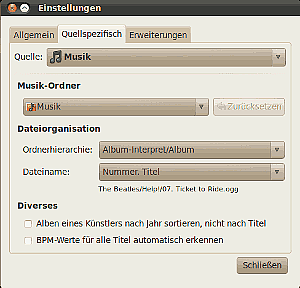 Einstellungen
Allgemein Quellspezifisch Erweiterungen
Quelle: Musik
Musik-Ordner
Musik Zurücksetzen
Dateiorganisation
Ordnerhierarchie: Album-Interpret/Album
Dateiname: Nummer. Titel
The Beatles/Help!/07. Ticket to Ride.ogg
Diverses
Alben eines Künstlers nach Jahr sortieren, nicht nach Titel
BPM-Werte für alle Titel automatisch erkennen
Schließen